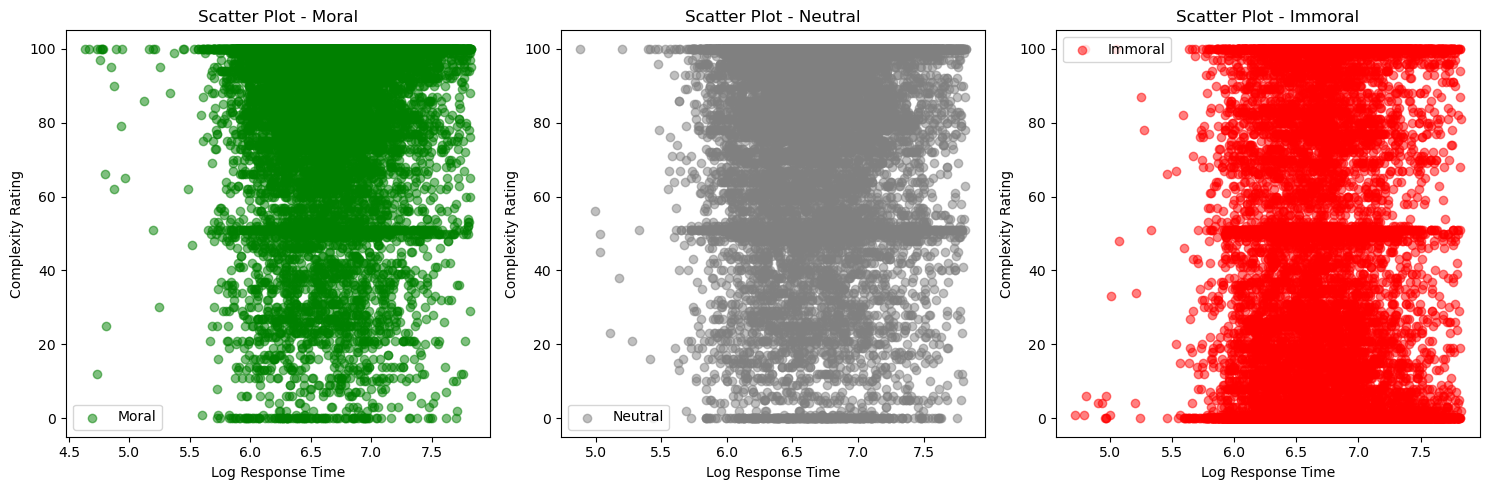 Scatter Plot - Moral
Complexity Rating
100
80
60
40
20
0
Moral
4.5 5.0 5.5 6.0 6.5 7.0 7.5
Log Response Time
Scatter Plot - Neutral
Complexity Rating
100
80
60
40
20
0
Neutral
5.0 5.5 6.0 6.5 7.0 7.5
Log Response Time
Scatter Plot - Immoral
Complexity Rating
Immoral
100
80
60
40
20
0
5.0 5.5 6.0 6.5 7.0 7.5
Log Response Time